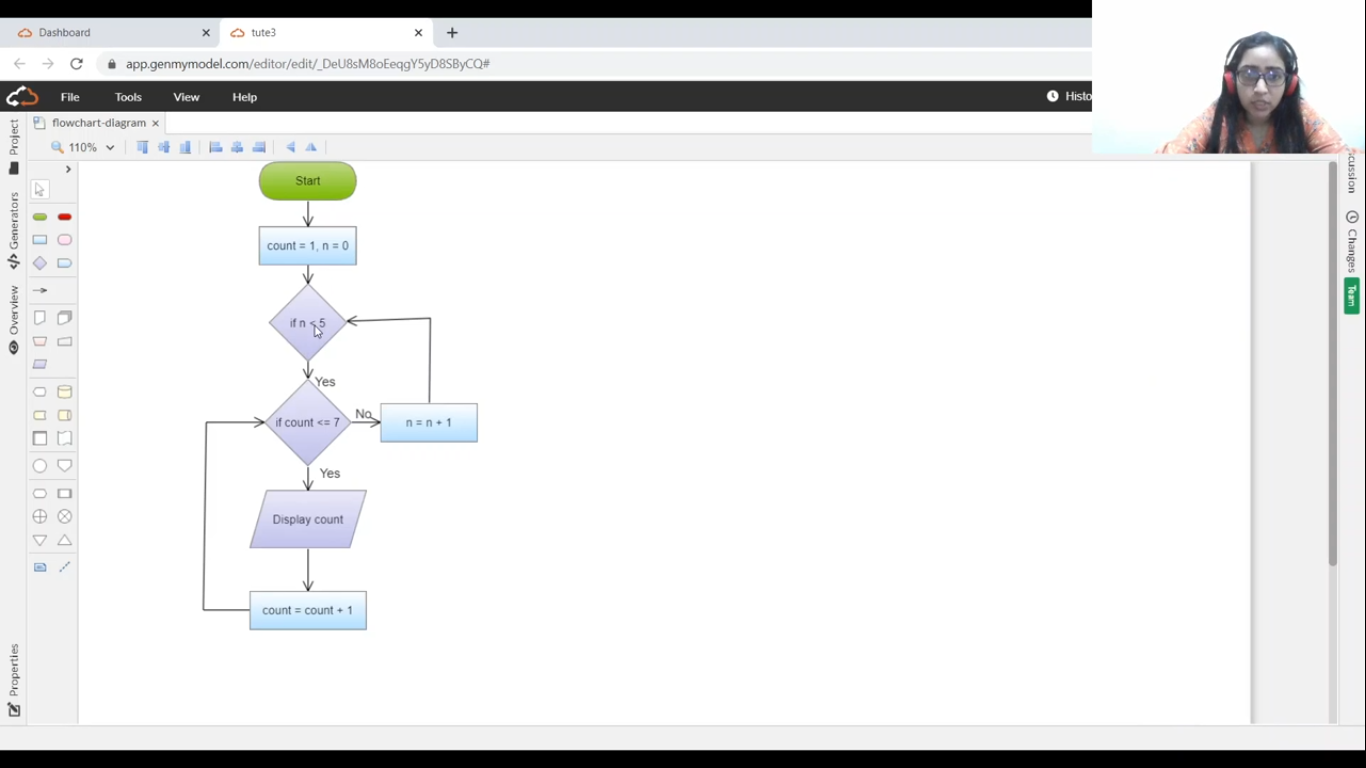 Dashboard
tute3
app.genmymodel.com/editor/edit/_DeU8sM8oEeqgY5yD8SByCQ#
File Tools View Help
Histo
flowchart-diagram
110%
Project
Generators
Overview
Properties
cussion
Changes
Team
Start
count = 1, n = 0
if n < 5
Yes
if count <= 7
No
n = n + 1
Yes
Display count
count = count + 1